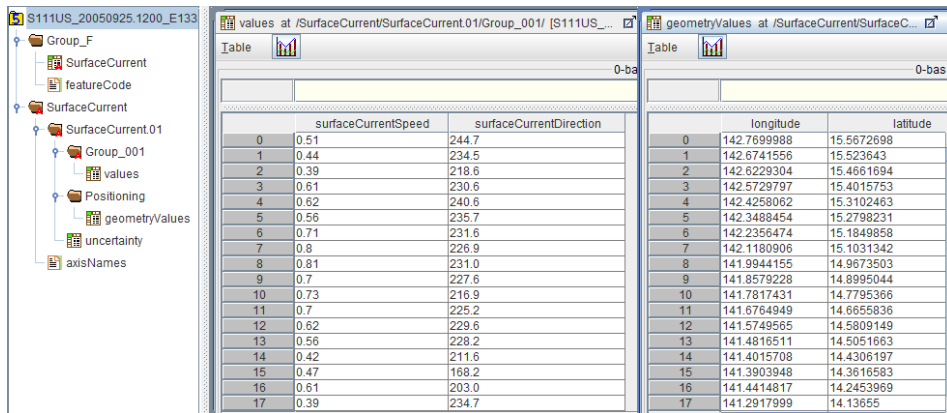 S111US_20050925.1200_E133
Group_F
SurfaceCurrent
featureCode
SurfaceCurrent
SurfaceCurrent.01
Group_001
values
Positioning
geometryValues
uncertainty
axisNames
values at /SurfaceCurrent/SurfaceCurrent.01/Group_001/ [S111US_...
Table
0-ba
surfaceCurrentSpeed surfaceCurrentDirection
0 0.51 244.7
1 0.44 234.5
2 0.39 218.6
3 0.61 230.6
4 0.62 240.6
5 0.56 235.7
6 0.71 231.6
7 0.8 226.9
8 0.81 231.0
9 0.7 227.6
10 0.73 216.9
11 0.7 225.2
12 0.62 229.6
13 0.56 228.2
14 0.42 211.6
15 0.47 168.2
16 0.61 203.0
17 0.39 234.7
geometryValues at /SurfaceCurrent/SurfaceC...
Table
0-bas
longitude latitude
0 142.7699988 15.5672698
1 142.6741556 15.523643
2 142.6229304 15.4661694
3 142.5729797 15.4015753
4 142.4258062 15.3102463
5 142.3488454 15.2798231
6 142.2356474 15.1849858
7 142.1180906 15.1031342
8 141.9944155 14.9673503
9 141.8579228 14.8995044
10 141.7817431 14.7795366
11 141.6764949 14.6655836
12 141.5749565 14.5809149
13 141.4816511 14.5051663
14 141.4015708 14.4306197
15 141.3903948 14.3616583
16 141.4414817 14.2453969
17 141.2917999 14.13655